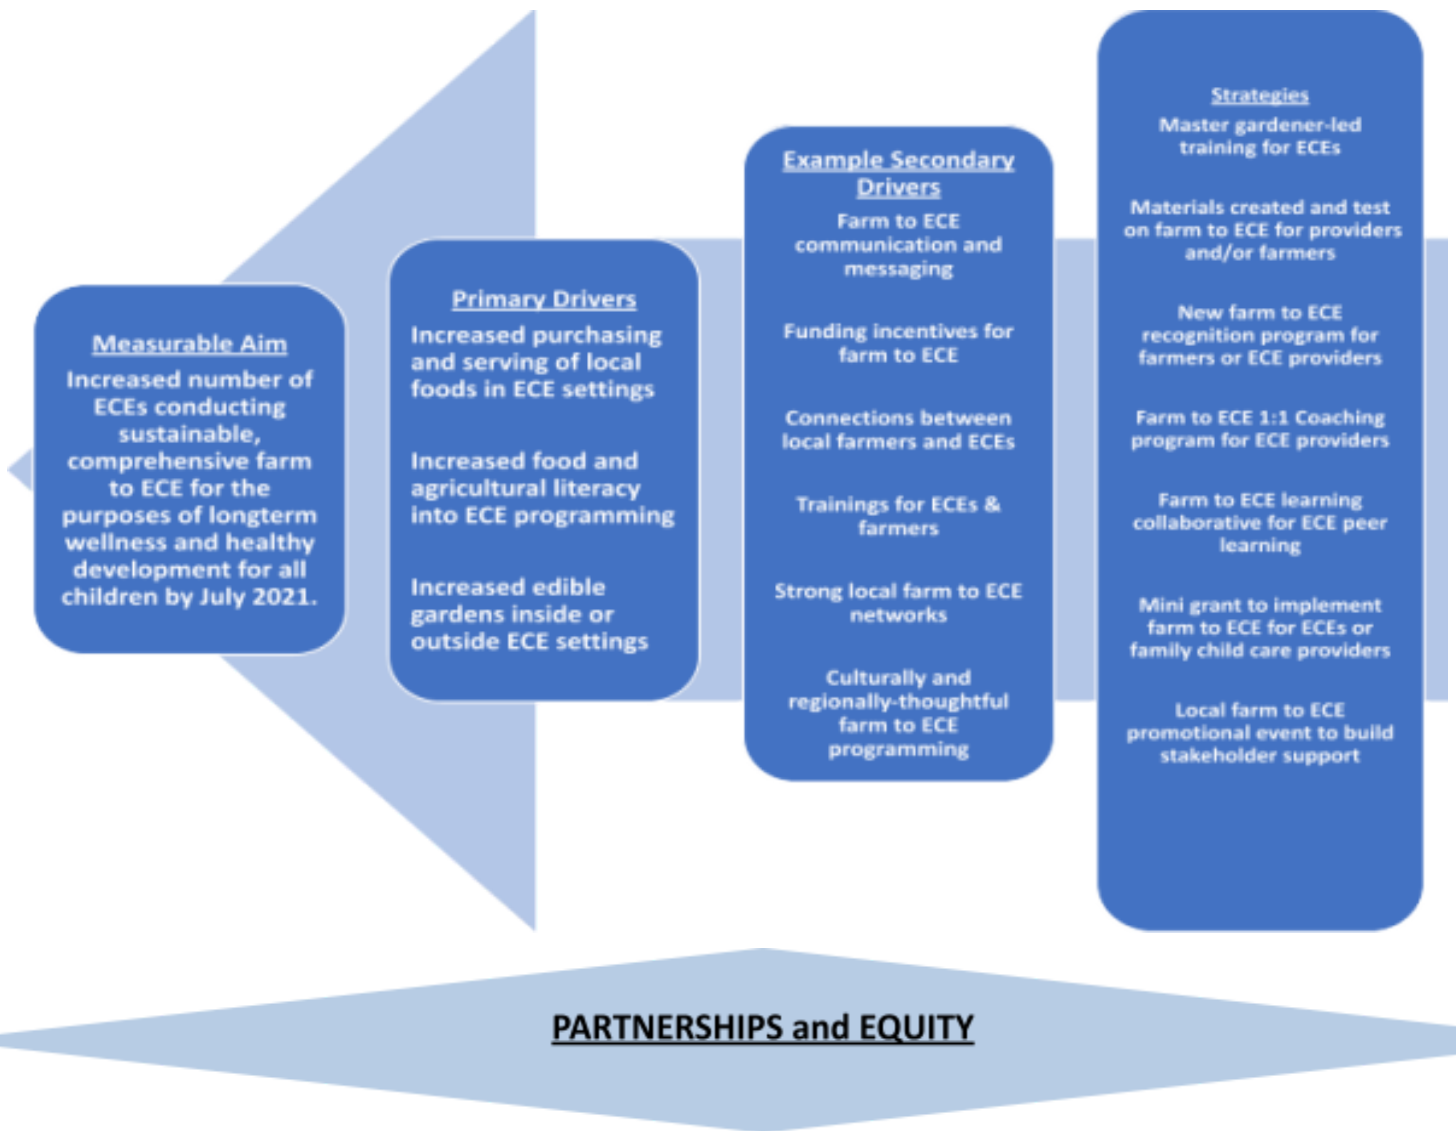 Measurable Aim
Increased number of
ECEs conducting
sustainable,
comprehensive farm
to ECE for the
purposes of longterm
wellness and healthy
development for all
children by July 2021.
Primary Drivers
Increased purchasing
and serving of local
foods in ECE settings
Increased food and
agricultural literacy
into ECE programming
Increased edible
gardens inside or
outside ECE settings
Example Secondary
Drivers
Farm to ECE
communication and
messaging
Funding incentives for
farm to ECE
Connections between
local farmers and ECEs
Trainings for ECEs &
farmers
Strong local farm to ECE
networks
Culturally and
regionally-thoughtful
farm to ECE
programming
Strategies
Master gardener-led
training for ECEs
Materials created and test
on farm to ECE for providers
and/or farmers
New farm to ECE
recognition program for
farmers or ECE providers
Farm to ECE 1:1 Coaching
program for ECE providers
Farm to ECE learning
collaborative for ECE peer
learning
Mini grant to implement
farm to ECE for ECEs or
family child care providers
Local farm to ECE
promotional event to build
stakeholder support
PARTNERSHIPS and EQUITY